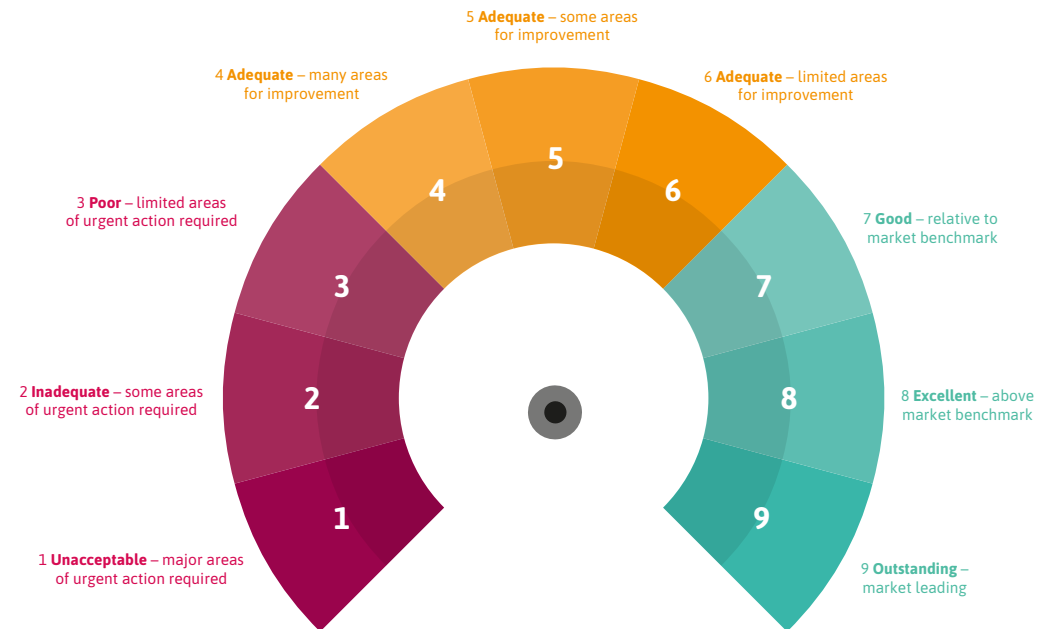 5 Adequate – some areas
for improvement
4 Adequate – many areas
for improvement
6 Adequate – limited areas
for improvement
5
4
6
3 Poor – limited areas
of urgent action required
7 Good – relative to
market benchmark
3
7
2 Inadequate – some areas
of urgent action required
2
8
8 Excellent – above
market benchmark
1
9
1 Unacceptable – major areas
of urgent action required
9 Outstanding –
market leading